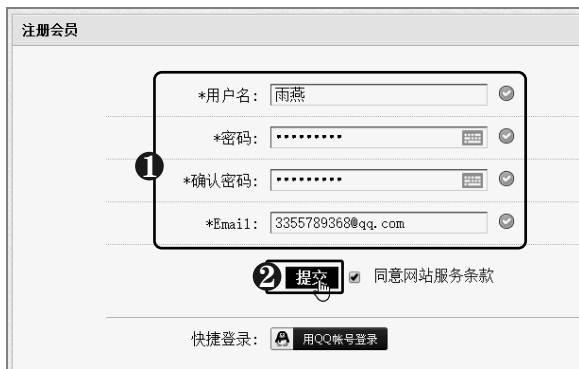 注册会员
*用户名: 雨燕
*密码: •••••••••
1
*确认密码: •••••••••
*Email: 3355789368@qq.com
2 提交 同意网站服务条款
快捷登录: 用QQ帐号登录